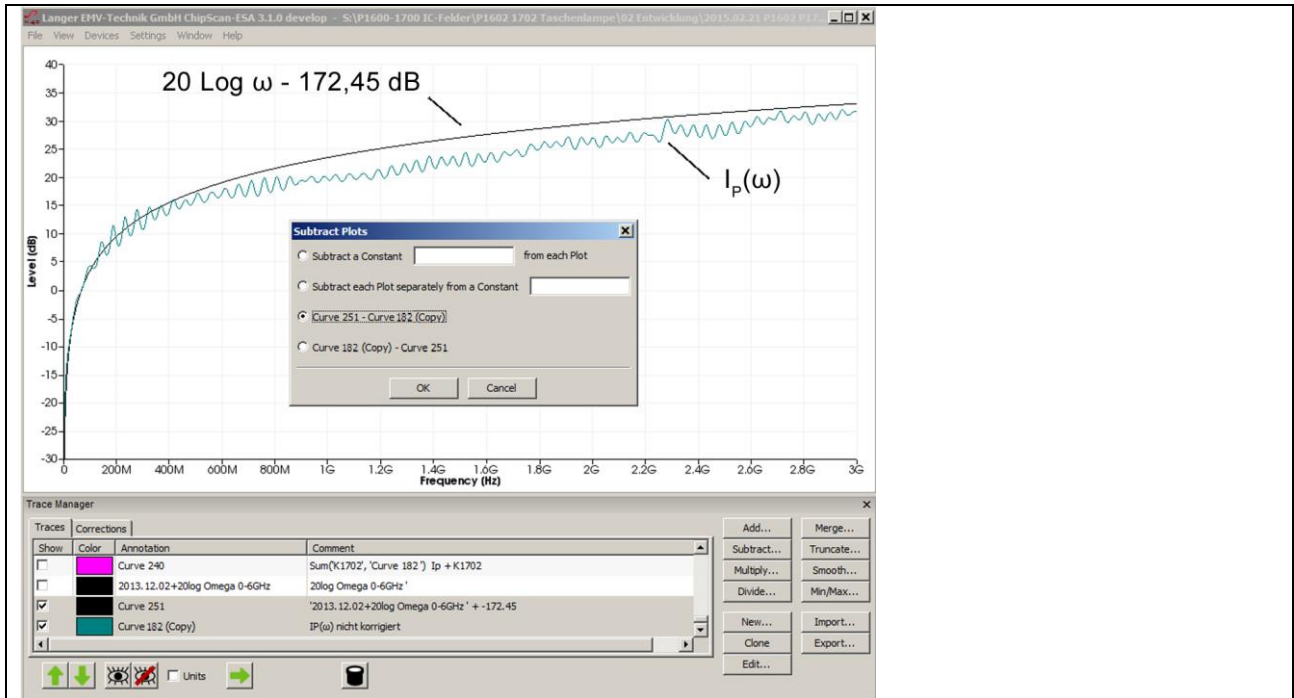 Langer EMV-Technik GmbH ChipScan-ESA 3.1.0 develop - S:\P1600-1700 IC-Felder\P1602 1702 Taschenlampe\02 Entwicklung\2015.02.21 P1602 P17...
File View Devices Settings Window Help
20 Log ω - 172,45 dB
I_P(ω)
Level (dB)
40
35
30
25
20
15
10
5
0
-5
-10
-15
-20
-25
-30
0 200M 400M 600M 800M 1G 1.2G 1.4G 1.6G 1.8G 2G 2.2G 2.4G 2.6G 2.8G 3G
Frequency (Hz)
Subtract Plots
Subtract a Constant from each Plot
Subtract each Plot separately from a Constant
Curve 251 - Curve 182 (Copy)
Curve 182 (Copy) - Curve 251
OK Cancel
Trace Manager
Traces Corrections
Show Color Annotation Comment
Curve 240 Sum('K1702', 'Curve 182 ') Ip + K1702
2013.12.02+20log Omega 0-6GHz 20log Omega 0-6GHz '
Curve 251 '2013.12.02+20log Omega 0-6GHz ' + -172.45
Curve 182 (Copy) IP(ω) nicht korrigiert
Add... Merge...
Subtract... Truncate...
Multiply... Smooth...
Divide... Min/Max...
New... Import...
Clone Export...
Edit...
Units